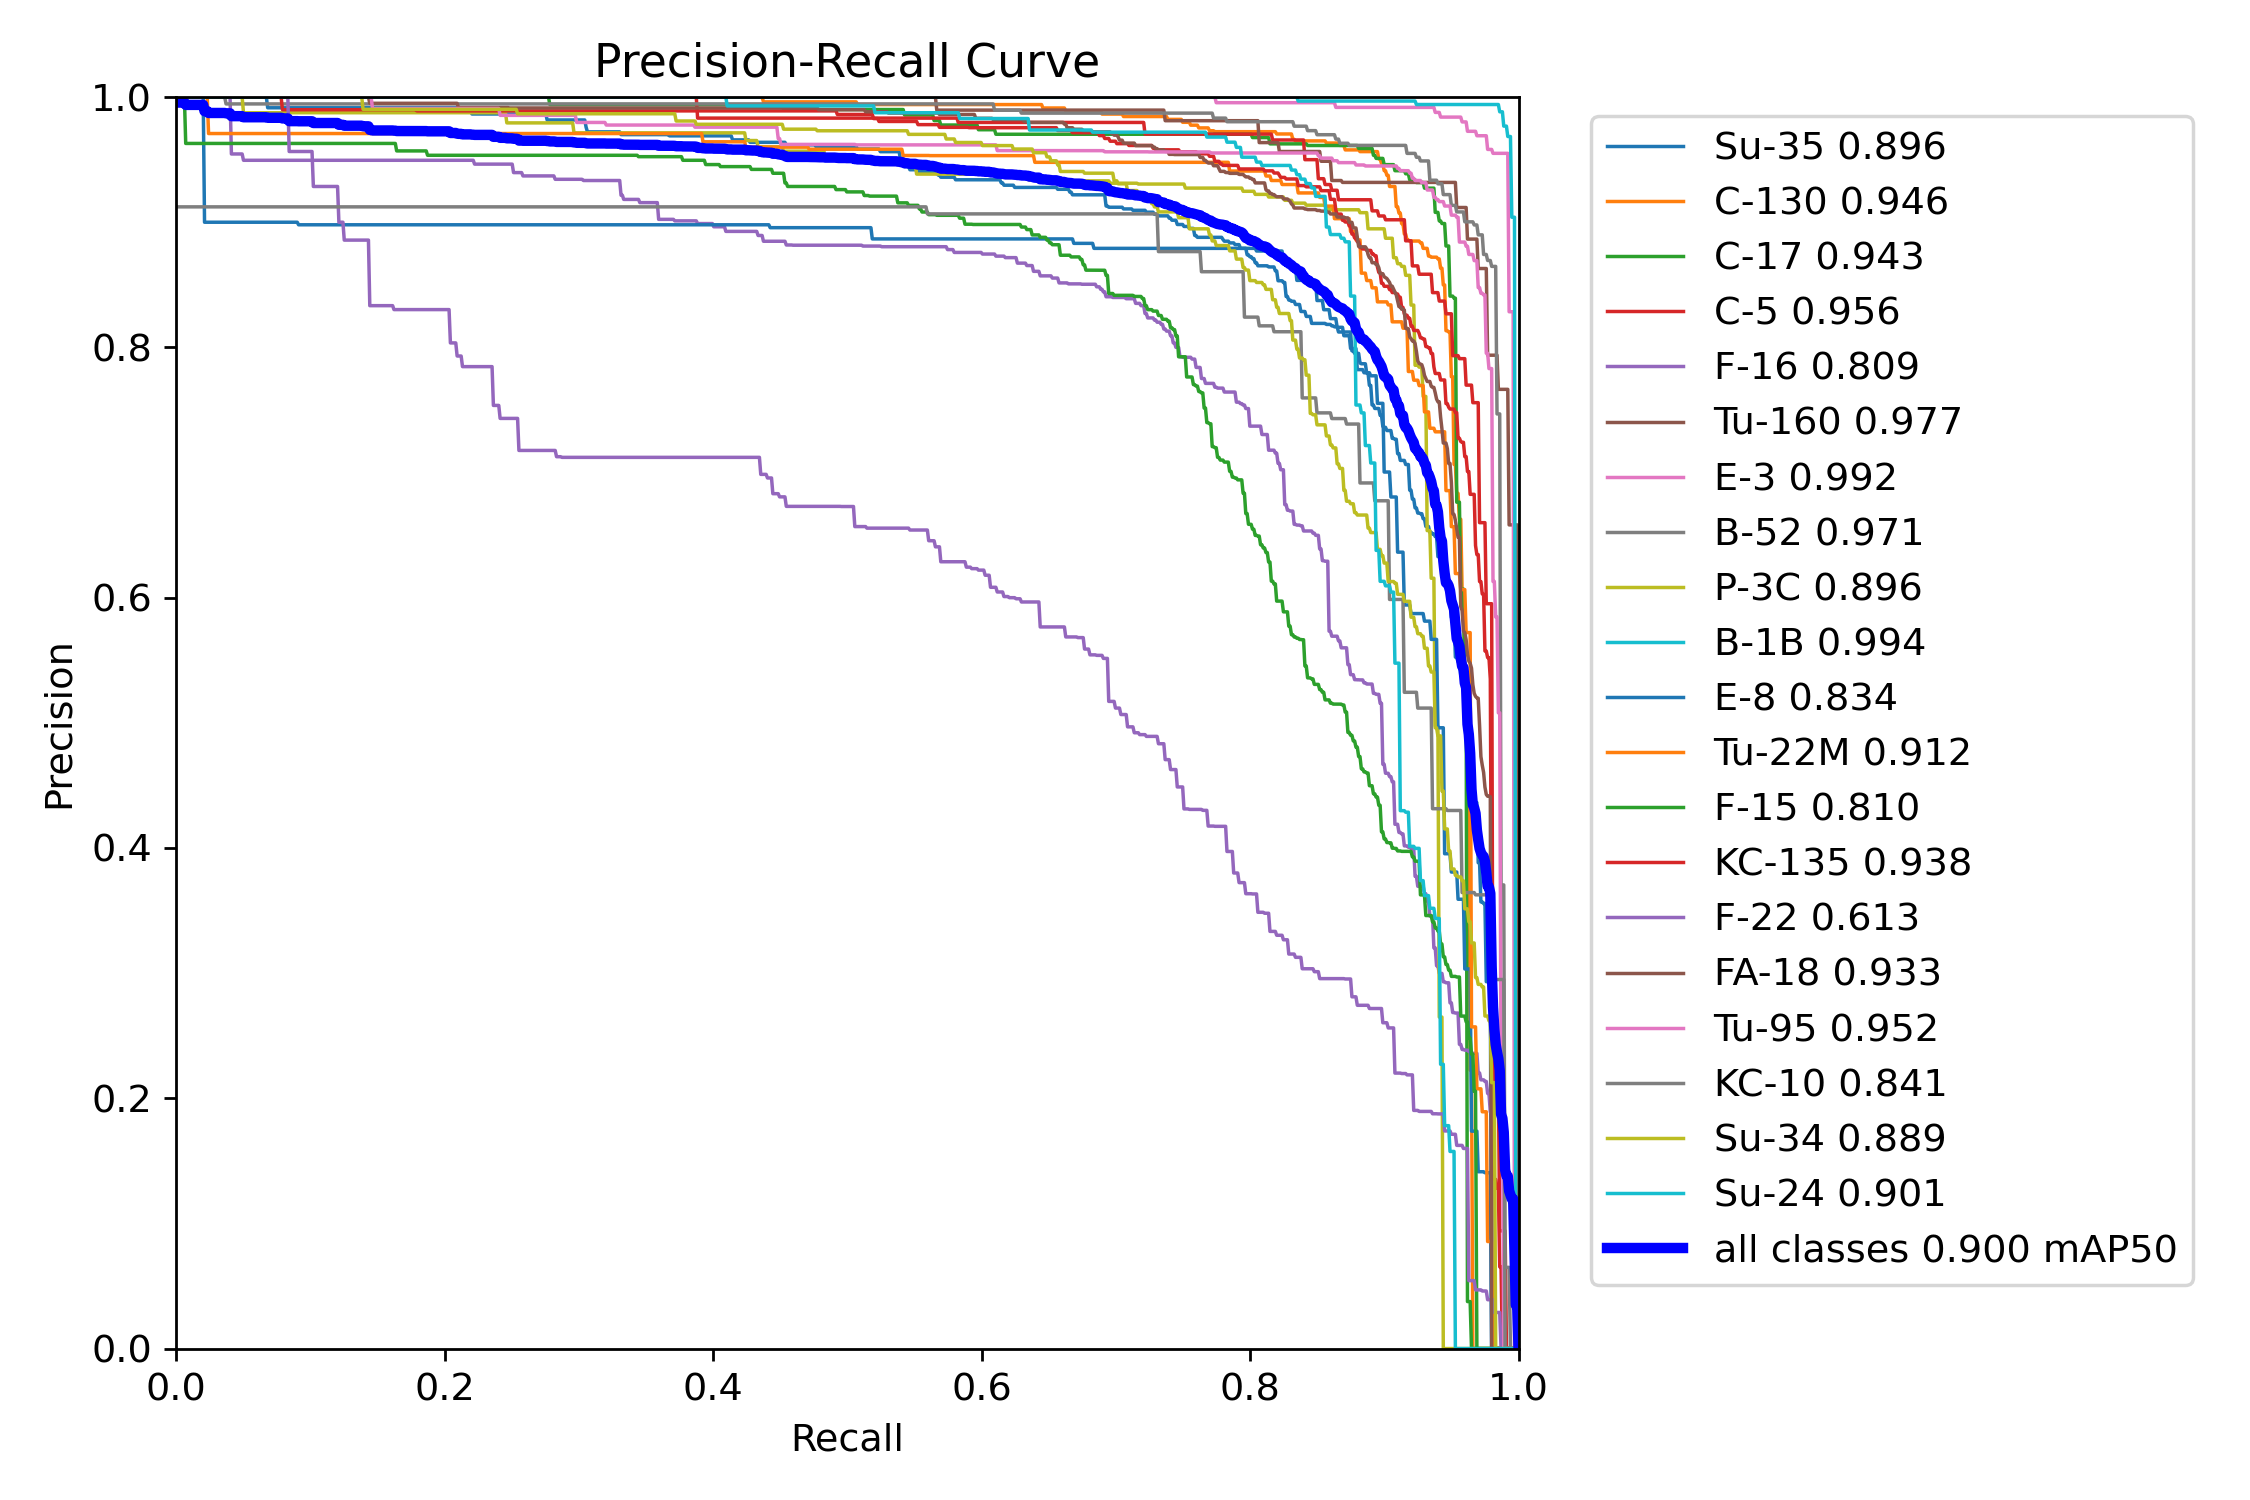 Precision-Recall Curve
1.0
0.8
0.6
0.4
0.2
0.0
Precision
0.0 0.2 0.4 0.6 0.8 1.0
Recall
Su-35 0.896
C-130 0.946
C-17 0.943
C-5 0.956
F-16 0.809
Tu-160 0.977
E-3 0.992
B-52 0.971
P-3C 0.896
B-1B 0.994
E-8 0.834
Tu-22M 0.912
F-15 0.810
KC-135 0.938
F-22 0.613
FA-18 0.933
Tu-95 0.952
KC-10 0.841
Su-34 0.889
Su-24 0.901
all classes 0.900 mAP50